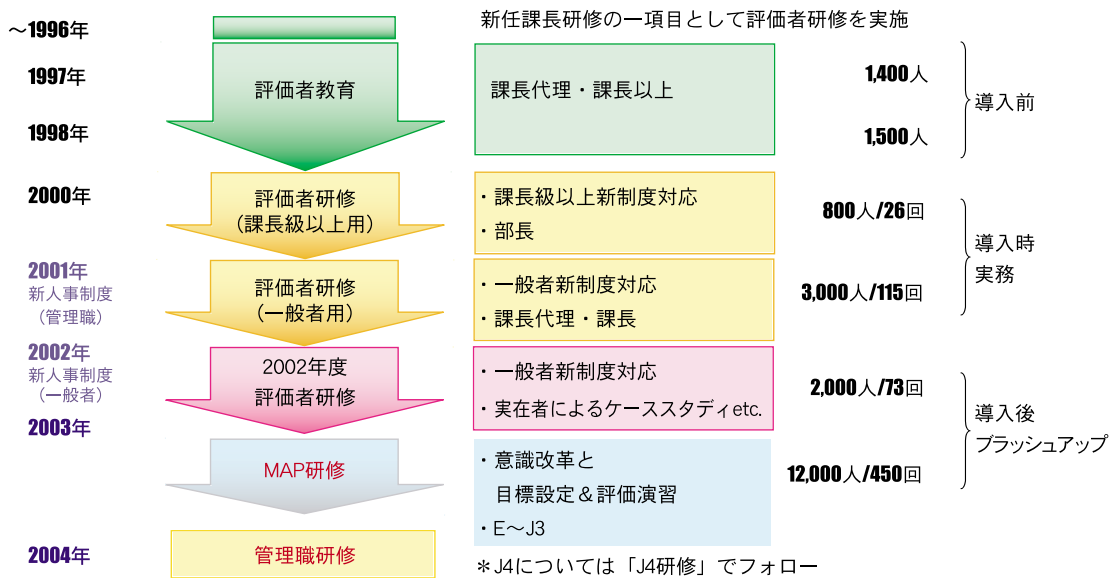 新任課長研修の一項目として評価者研修を実施
〜1996年
1997年
評価者教育
課長代理・課長以上
1,400人
導入前
1998年
1,500人
2000年
評価者研修
(課長級以上用)
・課長級以上新制度対応
・部長
800人/26回
導入時
実務
2001年
新人事制度
(管理職)
評価者研修
(一般者用)
・一般者新制度対応
・課長代理・課長
3,000人/115回
2002年
新人事制度
(一般者)
2002年度
評価者研修
・一般者新制度対応
・実在者によるケーススタディetc.
2,000人/73回
導入後
ブラッシュアップ
2003年
MAP研修
・意識改革と
目標設定＆評価演習
・E〜J3
12,000人/450回
2004年
管理職研修
＊J4については「J4研修」でフォロー